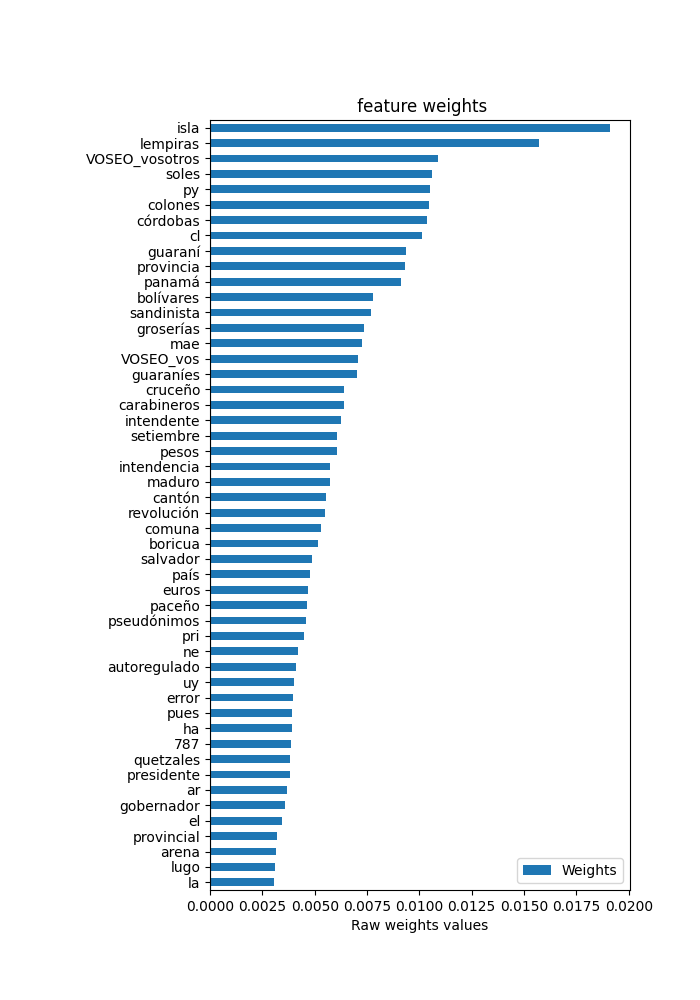 feature weights
isla
lempiras
VOSEO_vosotros
soles
py
colones
córdobas
cl
guaraní
provincia
panamá
bolívares
sandinista
groserías
mae
VOSEO_vos
guaraníes
cruceño
carabineros
intendente
setiembre
pesos
intendencia
maduro
cantón
revolución
comuna
boricua
salvador
país
euros
paceño
pseudónimos
pri
ne
autoregulado
uy
error
pues
ha
787
quetzales
presidente
ar
gobernador
el
provincial
arena
lugo
la
Weights
0.0000 0.0025 0.0050 0.0075 0.0100 0.0125 0.0150 0.0175 0.0200
Raw weights values